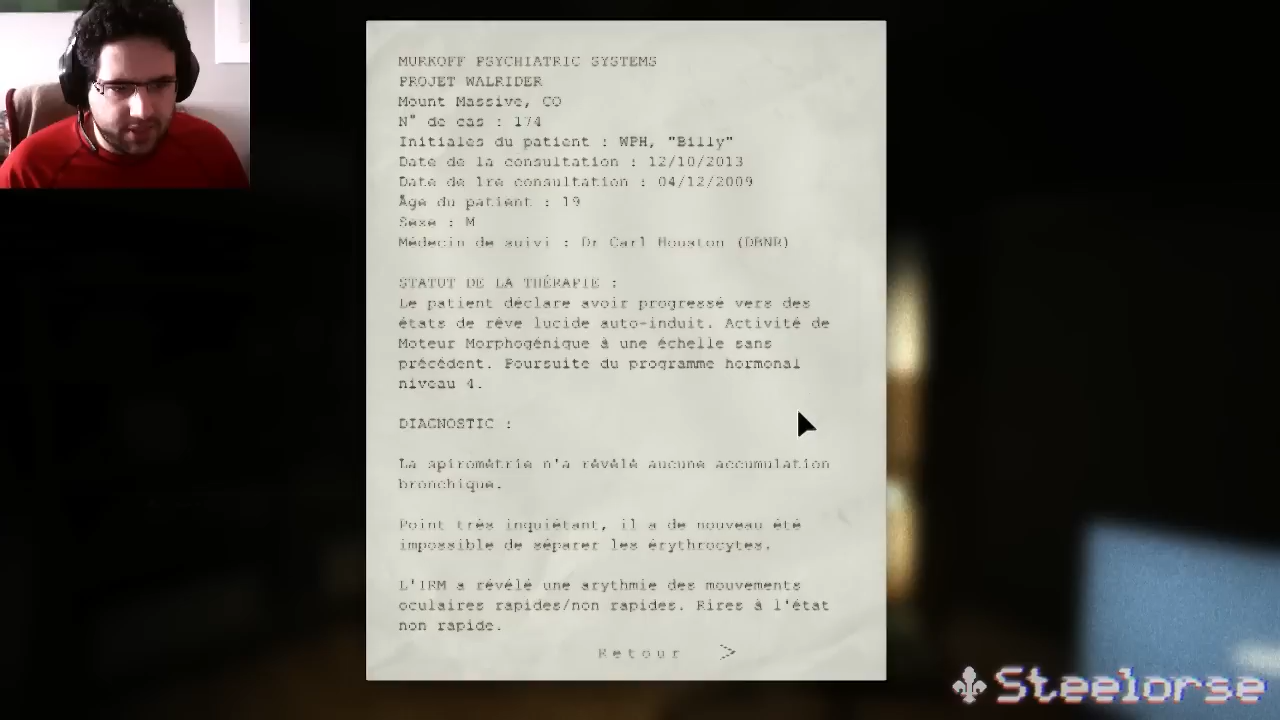 MURKOFF PSYCHIATRIC SYSTEMS
PROJET WALRIDER
Mount Massive, CO
N° de cas : 174
Initiales du patient : WPH, "Billy"
Date de la consultation : 12/10/2013
Date de 1re consultation : 04/12/2009
Âge du patient : 19
Sexe : M
Médecin de suivi : Dr Carl Houston (DBNR)
STATUT DE LA THÉRAPIE :
Le patient déclare avoir progressé vers des
états de rêve lucide auto-induit. Activité de
Moteur Morphogénique à une échelle sans
précédent. Poursuite du programme hormonal
niveau 4.
DIAGNOSTIC :
La spirométrie n'a révélé aucune accumulation
bronchique.
Point très inquiétant, il a de nouveau été
impossible de séparer les érythrocytes.
L'IRM a révélé une arythmie des mouvements
oculaires rapides/non rapides. Rires à l'état
non rapide.
Retour >
Steelorse